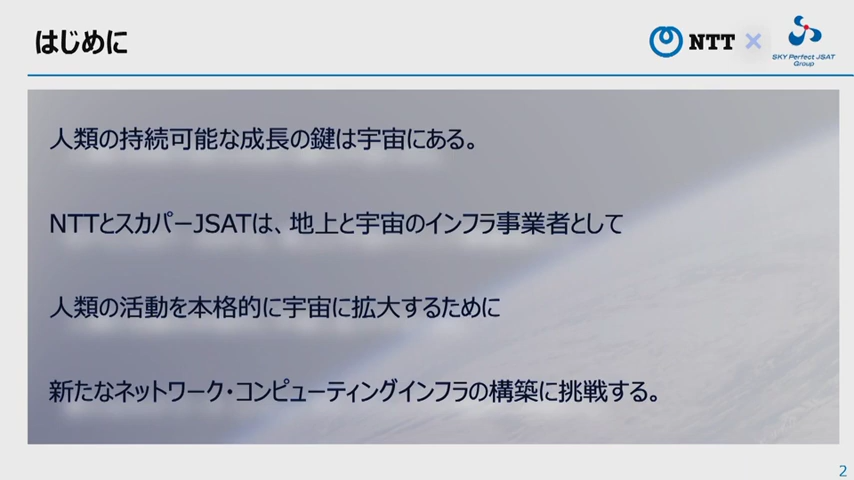 はじめに
NTT × SKY Perfect JSAT
Group
人類の持続可能な成長の鍵は宇宙にある。
NTTとスカパーJSATは、地上と宇宙のインフラ事業者として
人類の活動を本格的に宇宙に拡大するために
新たなネットワーク・コンピューティングインフラの構築に挑戦する。
2